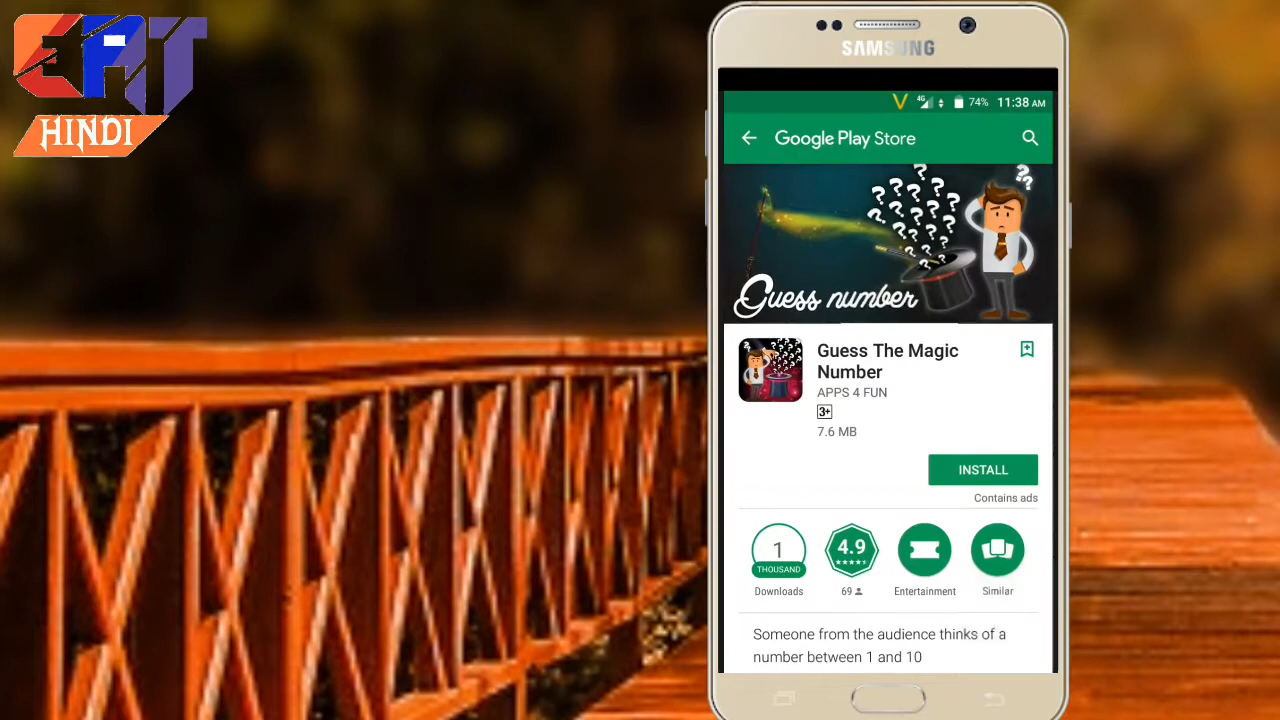 EAT
HINDI
SAMSUNG
4G 74% 11:38 AM
Google Play Store
Guess number
Guess The Magic
Number
APPS 4 FUN
3+
7.6 MB
INSTALL
Contains ads
1
THOUSAND
4.9
Downloads
69
Entertainment
Similar
Someone from the audience thinks of a
number between 1 and 10